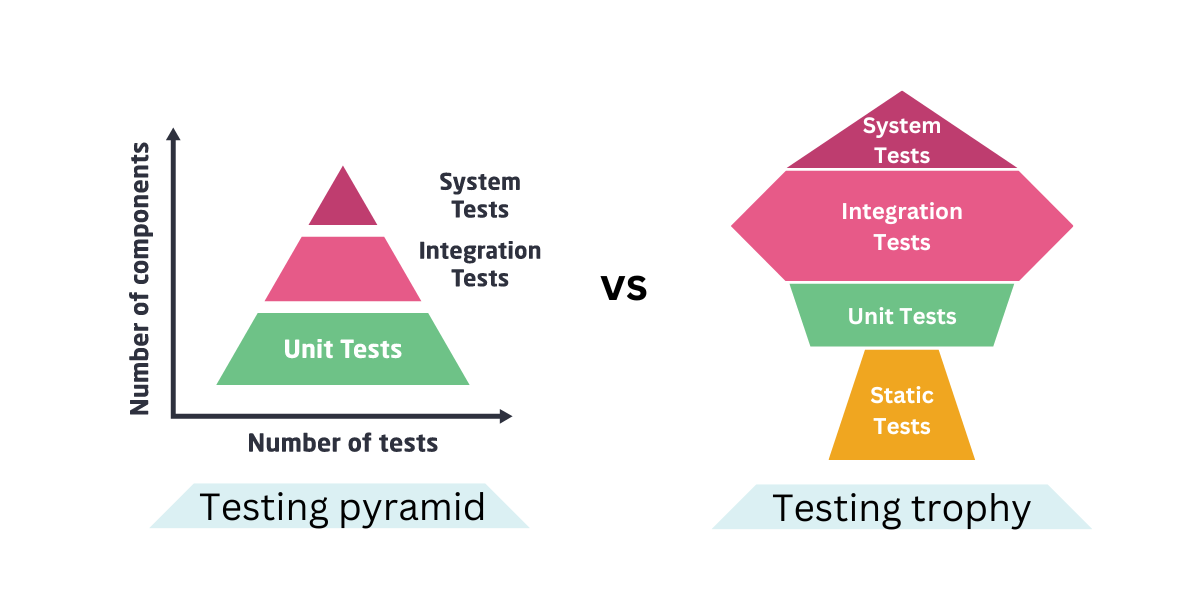 Number of components
System
Tests
Integration
Tests
Unit Tests
Number of tests
Testing pyramid
vs
System
Tests
Integration
Tests
Unit Tests
Static
Tests
Testing trophy